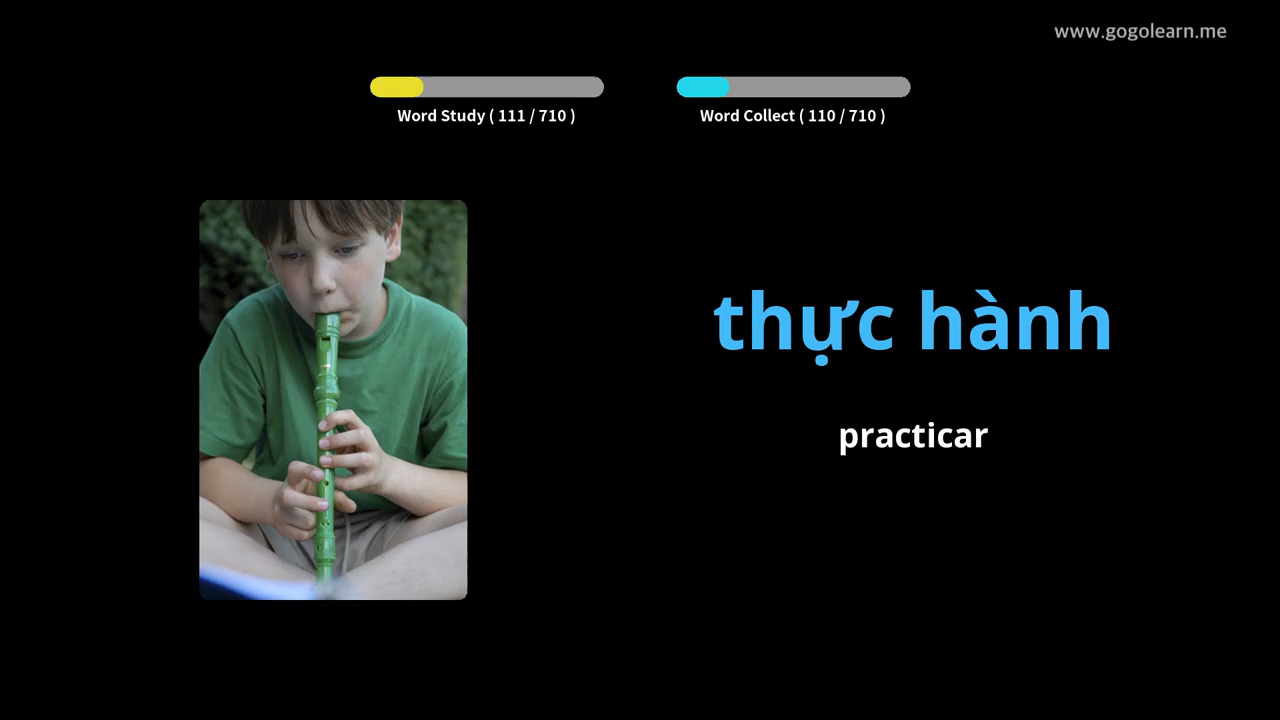 www.gogolearn.me
Word Study ( 111 / 710 )
Word Collect ( 110 / 710 )
thực hành
practicar